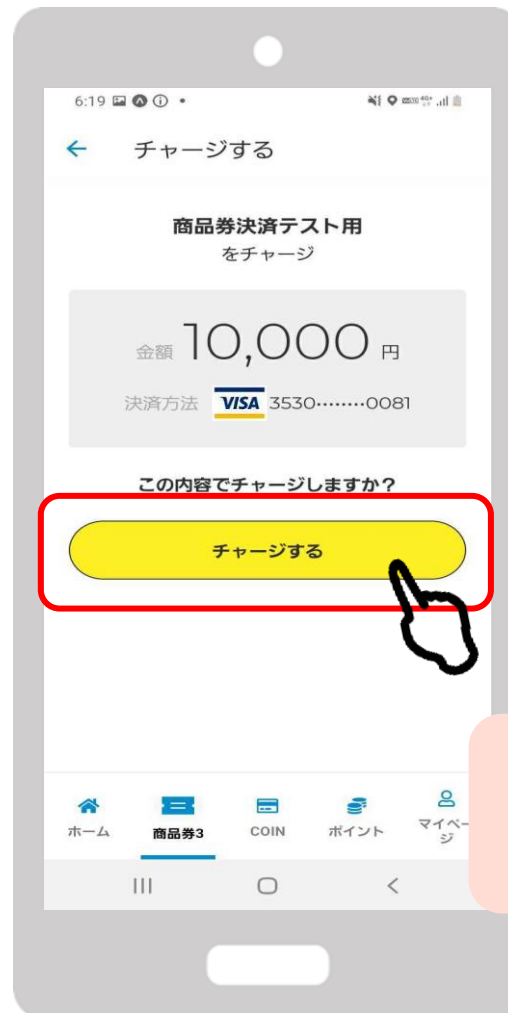 6:19
チャージする
商品券決済テスト用
をチャージ
金額 10,000 円
決済方法 VISA 3530········0081
この内容でチャージしますか？
チャージする
ホーム 商品券3 COIN ポイント マイペー
ジ